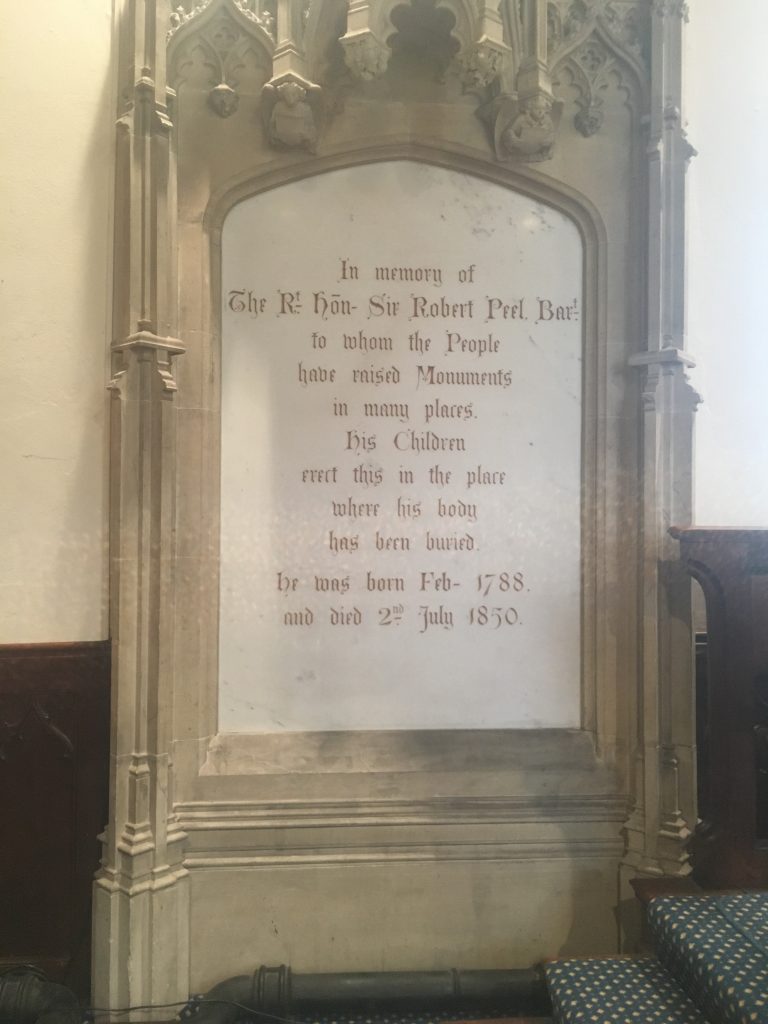 In memory of
The Rt. Hōn- Sir Robert Peel, Bart.
to whom the People
have raised Monuments
in many places.
His Children
erect this in the place
where his body
has been buried.
He was born Feb- 1788.
and died 2nd July 1850.